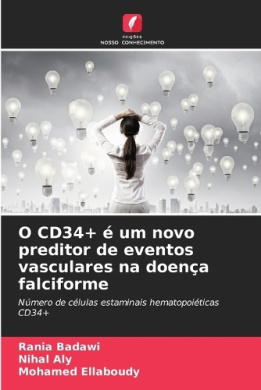 edições
NOSSO CONHECIMENTO
O CD34+ é um novo
preditor de eventos
vasculares na doença
falciforme
Número de células estaminais hematopoiéticas
CD34+
Rania Badawi
Nihal Aly
Mohamed Ellaboudy